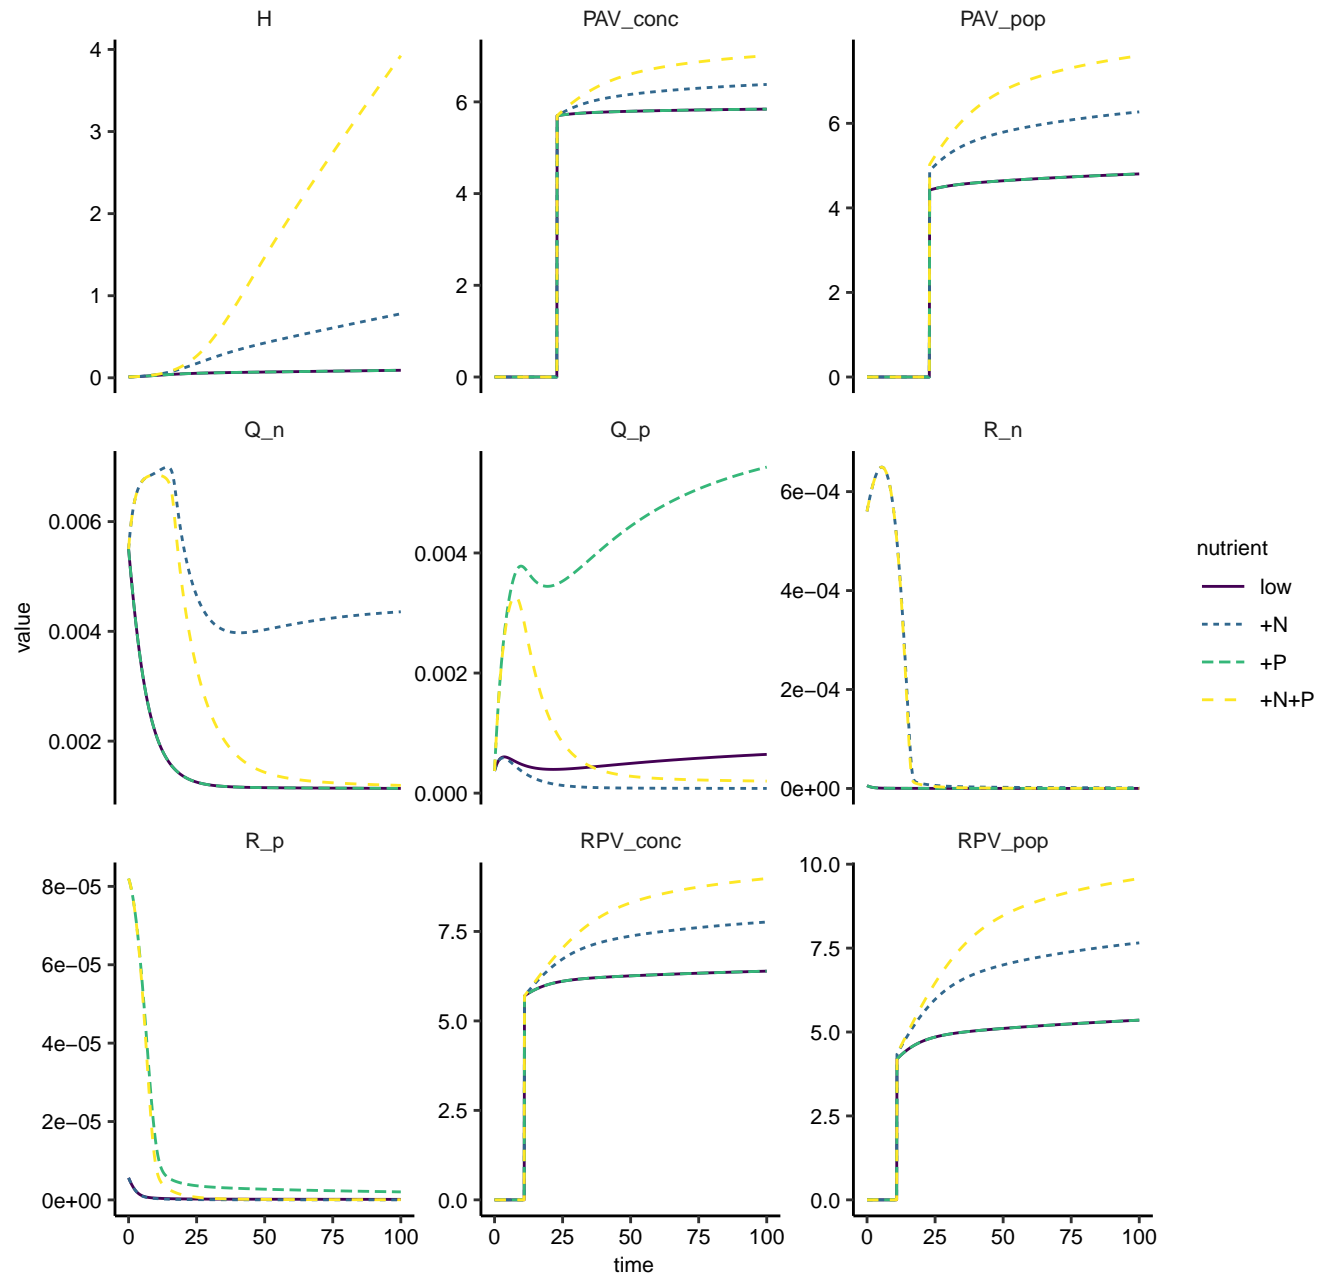 H
PAV_conc
PAV_pop
4
3
2
1
0
6
4
2
0
6
4
2
0
Q_n
Q_p
R_n
0.006
0.004
0.002
0.004
0.002
0.000
6e−04
4e−04
2e−04
0e+00
value
nutrient
low
+N
+P
+N+P
R_p
RPV_conc
RPV_pop
8e−05
6e−05
4e−05
2e−05
0e+00
7.5
5.0
2.5
0.0
10.0
7.5
5.0
2.5
0.0
0 25 50 75 100
0 25 50 75 100
0 25 50 75 100
time